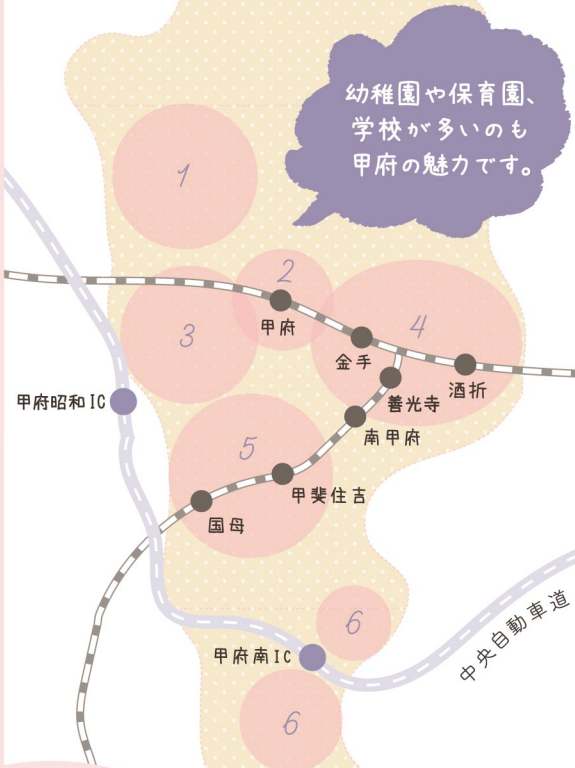 幼稚園や保育園、
学校が多いのも
甲府の魅力です。
1
2
甲府
3
4
金手
酒折
甲府昭和IC
善光寺
南甲府
5
甲斐住吉
国母
中央自動車道
6
甲府南IC
6